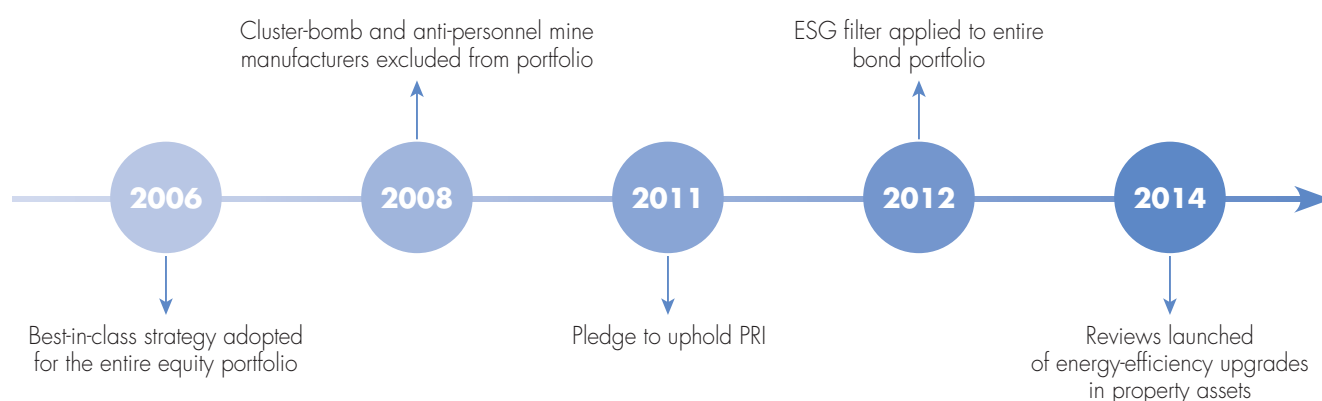 Cluster-bomb and anti-personnel mine
manufacturers excluded from portfolio
ESG filter applied to entire
bond portfolio
2006
2008
2011
2012
2014
Best-in-class strategy adopted
for the entire equity portfolio
Pledge to uphold PRI
Reviews launched
of energy-efficiency upgrades
in property assets